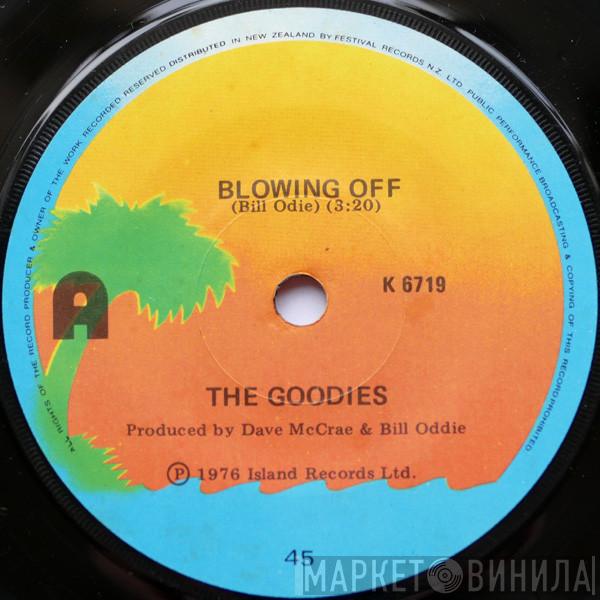 ALL RIGHTS OF THE RECORD PRODUCER & OWNER OF THE WORK RECORDED RESERVED DISTRIBUTED IN NEW ZEALAND BY FESTIVAL RECORDS N.Z. LTD. PUBLIC PERFORMANCE BROADCASTING & COPYING OF THIS RECORD PROHIBITED
BLOWING OFF
(Bill Odie) (3:20)
A
K 6719
THE GOODIES
Produced by Dave McCrae & Bill Oddie
Ⓟ 1976 Island Records Ltd.
45
МАРКЕТ ВИНИЛА